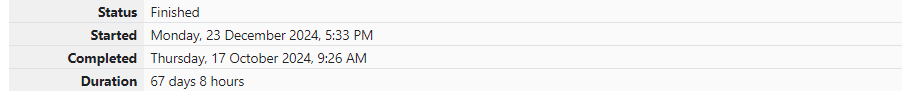 Status Finished
Started Monday, 23 December 2024, 5:33 PM
Completed Thursday, 17 October 2024, 9:26 AM
Duration 67 days 8 hours